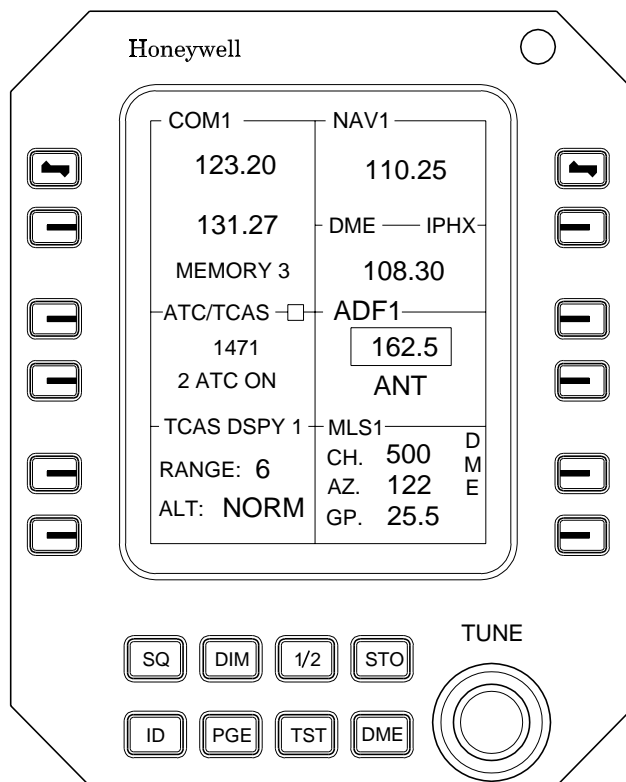 Honeywell
COM1
123.20
131.27
MEMORY 3
NAV1
110.25
DME IPHX
108.30
ATC/TCAS
1471
2 ATC ON
ADF1
162.5
ANT
TCAS DSPY 1
RANGE: 6
ALT: NORM
MLS1
CH. 500
AZ. 122
GP. 25.5
DME
TUNE
SQ DIM 1/2 STO
ID PGE TST DME